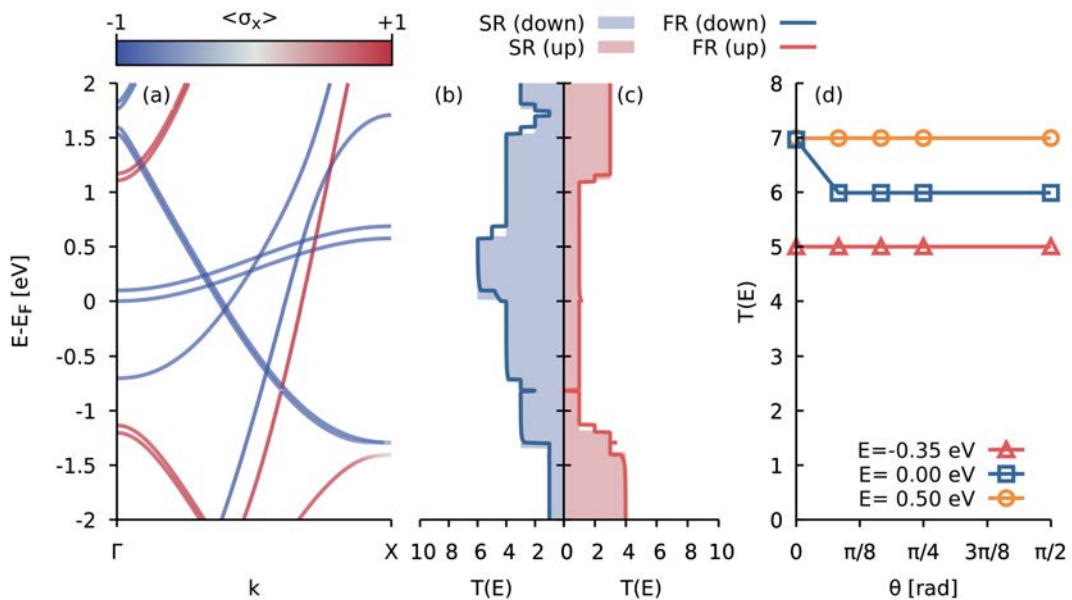 <σx>
-1 +1
SR (down) FR (down)
SR (up) FR (up)
(a) (b) (c) (d)
E-EF [eV]
2
1.5
1
0.5
0
-0.5
-1
-1.5
-2
Γ X
k
10 8 6 4 2 0 2 4 6 8 10
T(E) T(E)
T(E)
8
7
6
5
4
3
2
1
0
E=-0.35 eV
E= 0.00 eV
E= 0.50 eV
0 π/8 π/4 3π/8 π/2
θ [rad]